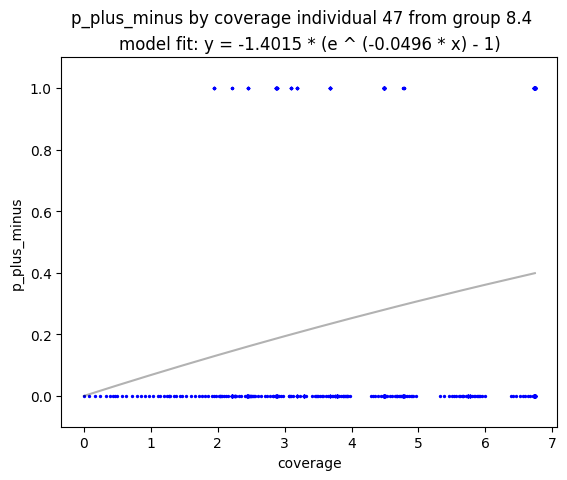 p_plus_minus by coverage individual 47 from group 8.4
model fit: y = -1.4015 * (e ^ (-0.0496 * x) - 1)
1.0
0.8
0.6
0.4
0.2
0.0
p_plus_minus
0 1 2 3 4 5 6 7
coverage